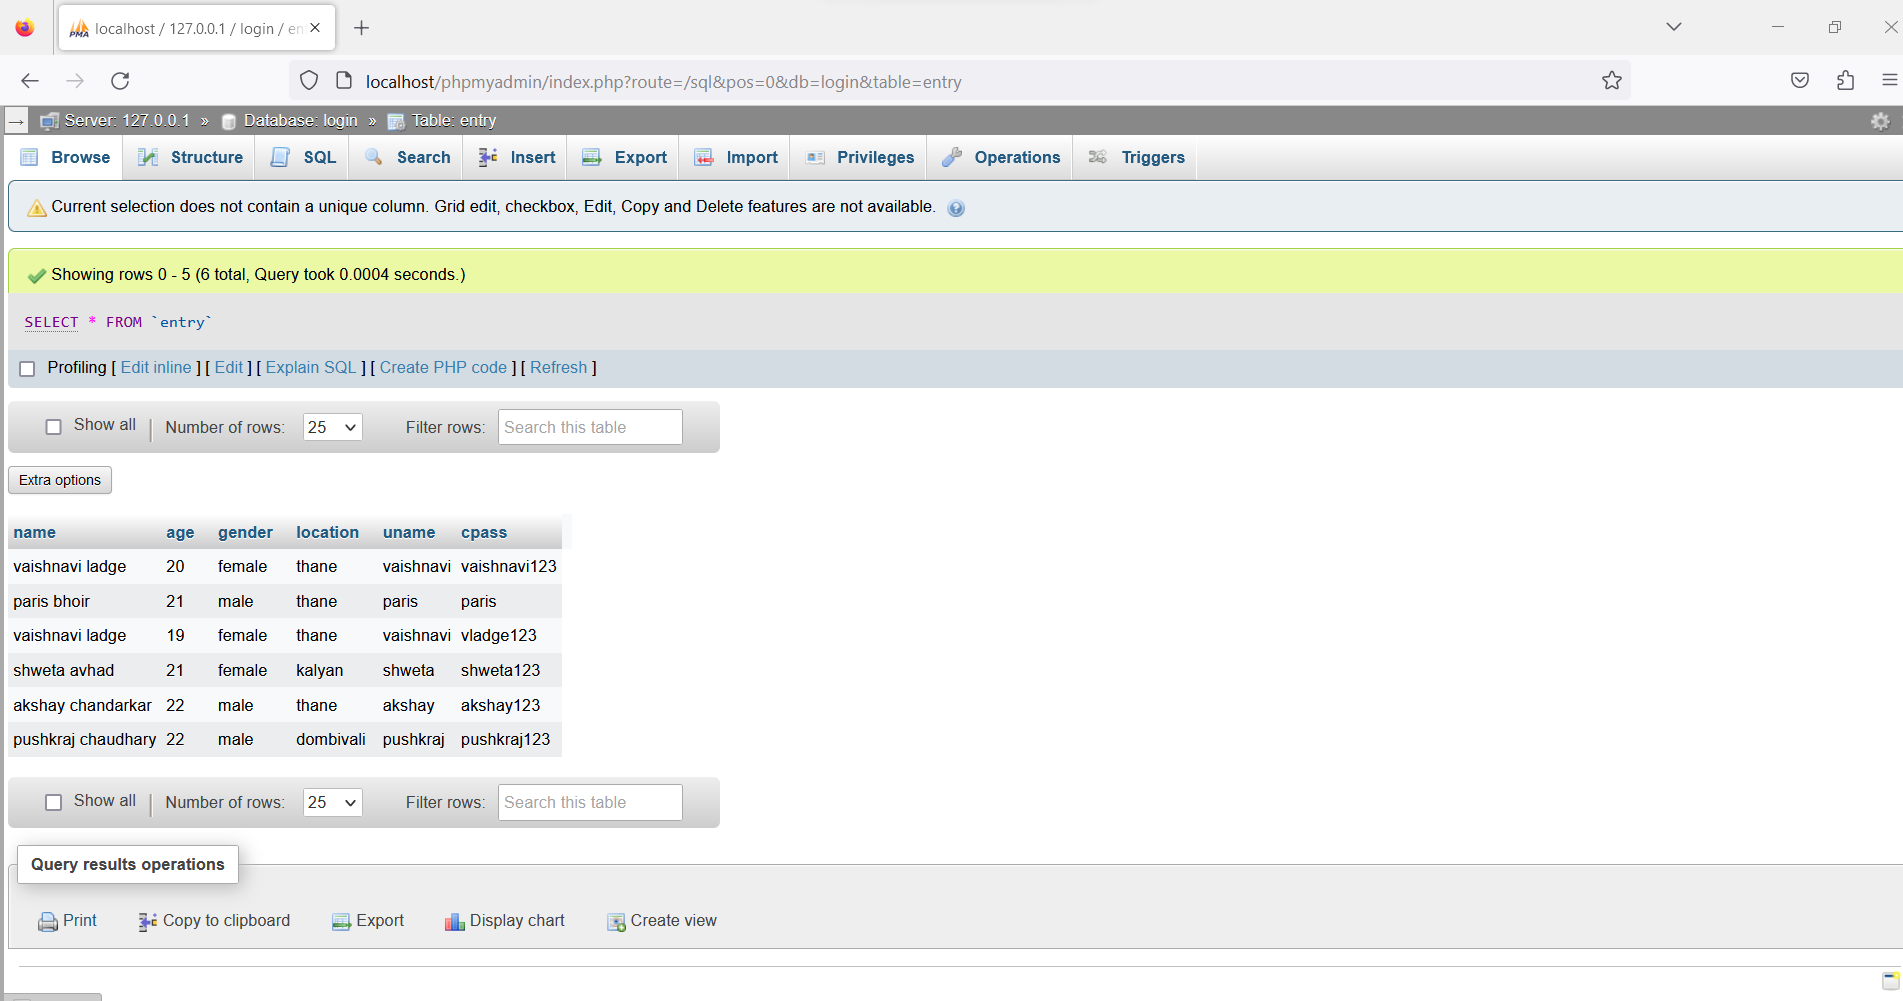 localhost / 127.0.0.1 / login / en
localhost/phpmyadmin/index.php?route=/sql&pos=0&db=login&table=entry
Server: 127.0.0.1 » Database: login » Table: entry
Browse Structure SQL Search Insert Export Import Privileges Operations Triggers
Current selection does not contain a unique column. Grid edit, checkbox, Edit, Copy and Delete features are not available.
Showing rows 0 - 5 (6 total, Query took 0.0004 seconds.)
SELECT * FROM `entry`
Profiling [ Edit inline ] [ Edit ] [ Explain SQL ] [ Create PHP code ] [ Refresh ]
Show all | Number of rows: 25 Filter rows: Search this table
Extra options
name age gender location uname cpass
vaishnavi ladge 20 female thane vaishnavi vaishnavi123
paris bhoir 21 male thane paris paris
vaishnavi ladge 19 female thane vaishnavi vladge123
shweta avhad 21 female kalyan shweta shweta123
akshay chandarkar 22 male thane akshay akshay123
pushkraj chaudhary 22 male dombivali pushkraj pushkraj123
Show all | Number of rows: 25 Filter rows: Search this table
Query results operations
Print Copy to clipboard Export Display chart Create view